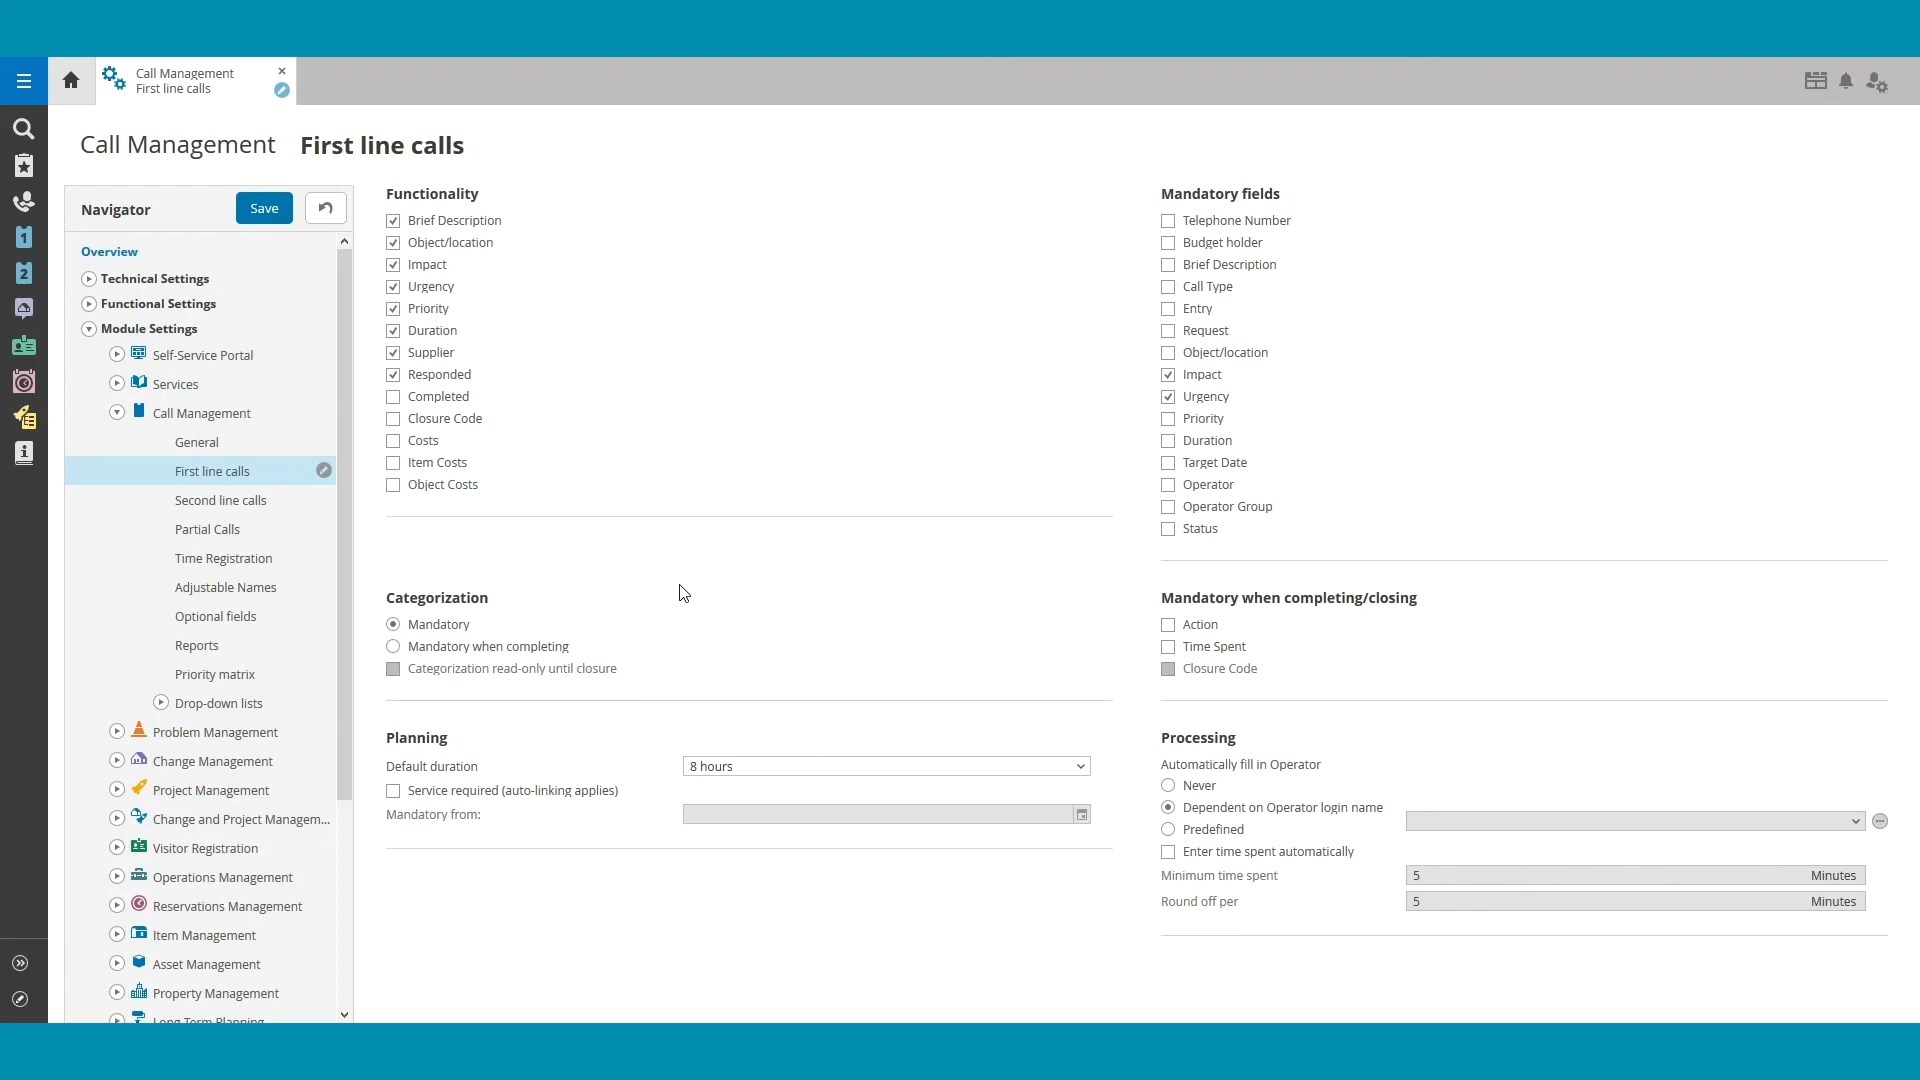 Call Management
First line calls
Call Management First line calls
Navigator
Save
Overview
Technical Settings
Functional Settings
Module Settings
Self-Service Portal
Services
Call Management
General
First line calls
Second line calls
Partial Calls
Time Registration
Adjustable Names
Optional fields
Reports
Priority matrix
Drop-down lists
Problem Management
Change Management
Project Management
Change and Project Managem...
Visitor Registration
Operations Management
Reservations Management
Item Management
Asset Management
Property Management
Long Term Planning
1
2
Functionality
Brief Description
Object/location
Impact
Urgency
Priority
Duration
Supplier
Responded
Completed
Closure Code
Costs
Item Costs
Object Costs
Categorization
Mandatory
Mandatory when completing
Categorization read-only until closure
Planning
Default duration 8 hours
Service required (auto-linking applies)
Mandatory from:
Mandatory fields
Telephone Number
Budget holder
Brief Description
Call Type
Entry
Request
Object/location
Impact
Urgency
Priority
Duration
Target Date
Operator
Operator Group
Status
Mandatory when completing/closing
Action
Time Spent
Closure Code
Processing
Automatically fill in Operator
Never
Dependent on Operator login name
Predefined
Enter time spent automatically
Minimum time spent 5 Minutes
Round off per 5 Minutes